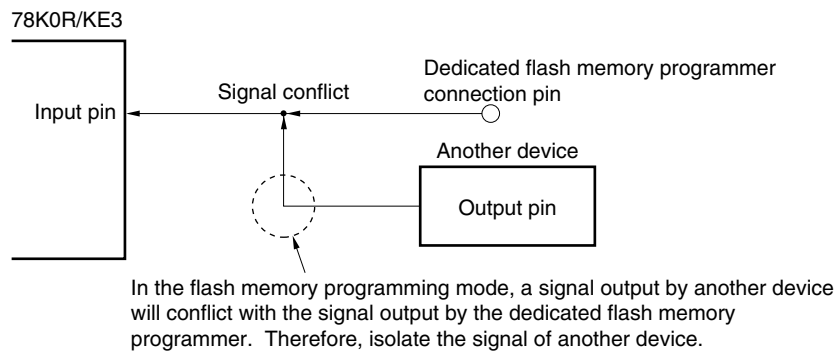 78K0R/KE3
Dedicated flash memory programmer
connection pin
Signal conflict
Input pin
Another device
Output pin
In the flash memory programming mode, a signal output by another device
will conflict with the signal output by the dedicated flash memory
programmer.  Therefore, isolate the signal of another device.